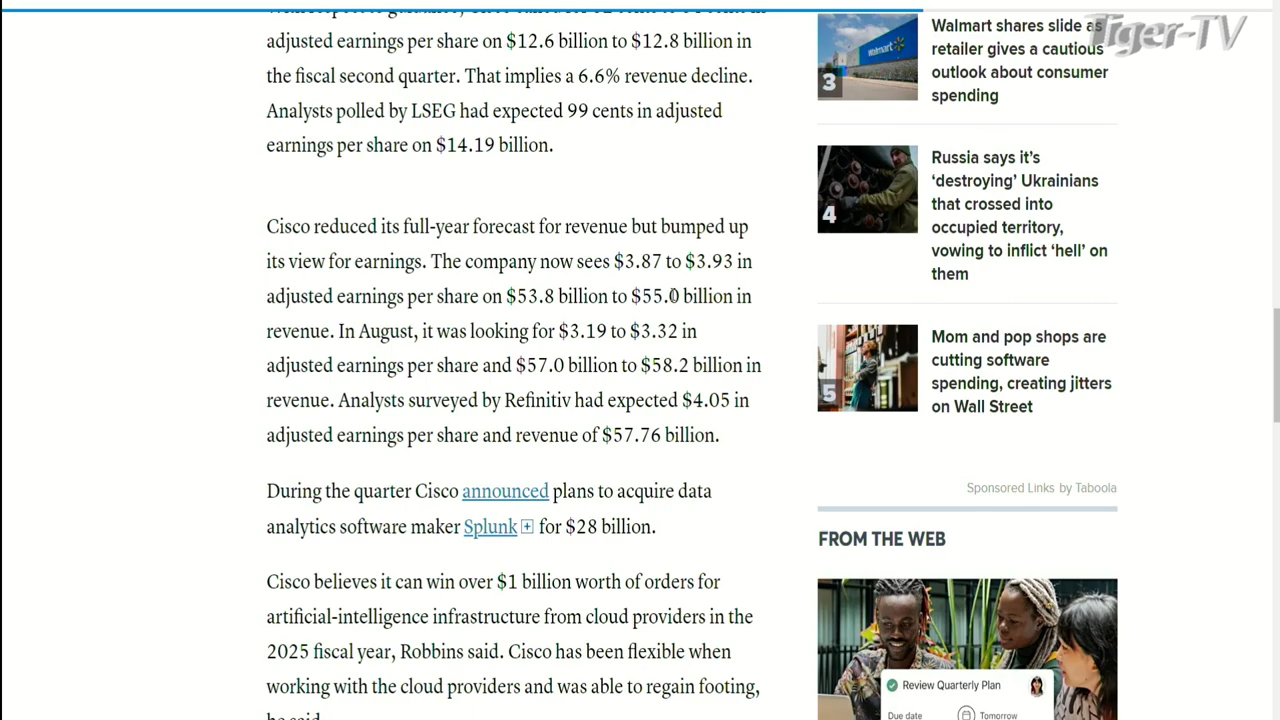 adjusted earnings per share on $12.6 billion to $12.8 billion in
the fiscal second quarter. That implies a 6.6% revenue decline.
Analysts polled by LSEG had expected 99 cents in adjusted
earnings per share on $14.19 billion.
Cisco reduced its full-year forecast for revenue but bumped up
its view for earnings. The company now sees $3.87 to $3.93 in
adjusted earnings per share on $53.8 billion to $55.0 billion in
revenue. In August, it was looking for $3.19 to $3.32 in
adjusted earnings per share and $57.0 billion to $58.2 billion in
revenue. Analysts surveyed by Refinitiv had expected $4.05 in
adjusted earnings per share and revenue of $57.76 billion.
During the quarter Cisco announced plans to acquire data
analytics software maker Splunk + for $28 billion.
Cisco believes it can win over $1 billion worth of orders for
artificial-intelligence infrastructure from cloud providers in the
2025 fiscal year, Robbins said. Cisco has been flexible when
working with the cloud providers and was able to regain footing,
Tiger-TV
Walmart
3
Walmart shares slide as
retailer gives a cautious
outlook about consumer
spending
4
Russia says it's
‘destroying’ Ukrainians
that crossed into
occupied territory,
vowing to inflict ‘hell’ on
them
5
Mom and pop shops are
cutting software
spending, creating jitters
on Wall Street
Sponsored Links by Taboola
FROM THE WEB
Review Quarterly Plan
Due date
Tomorrow